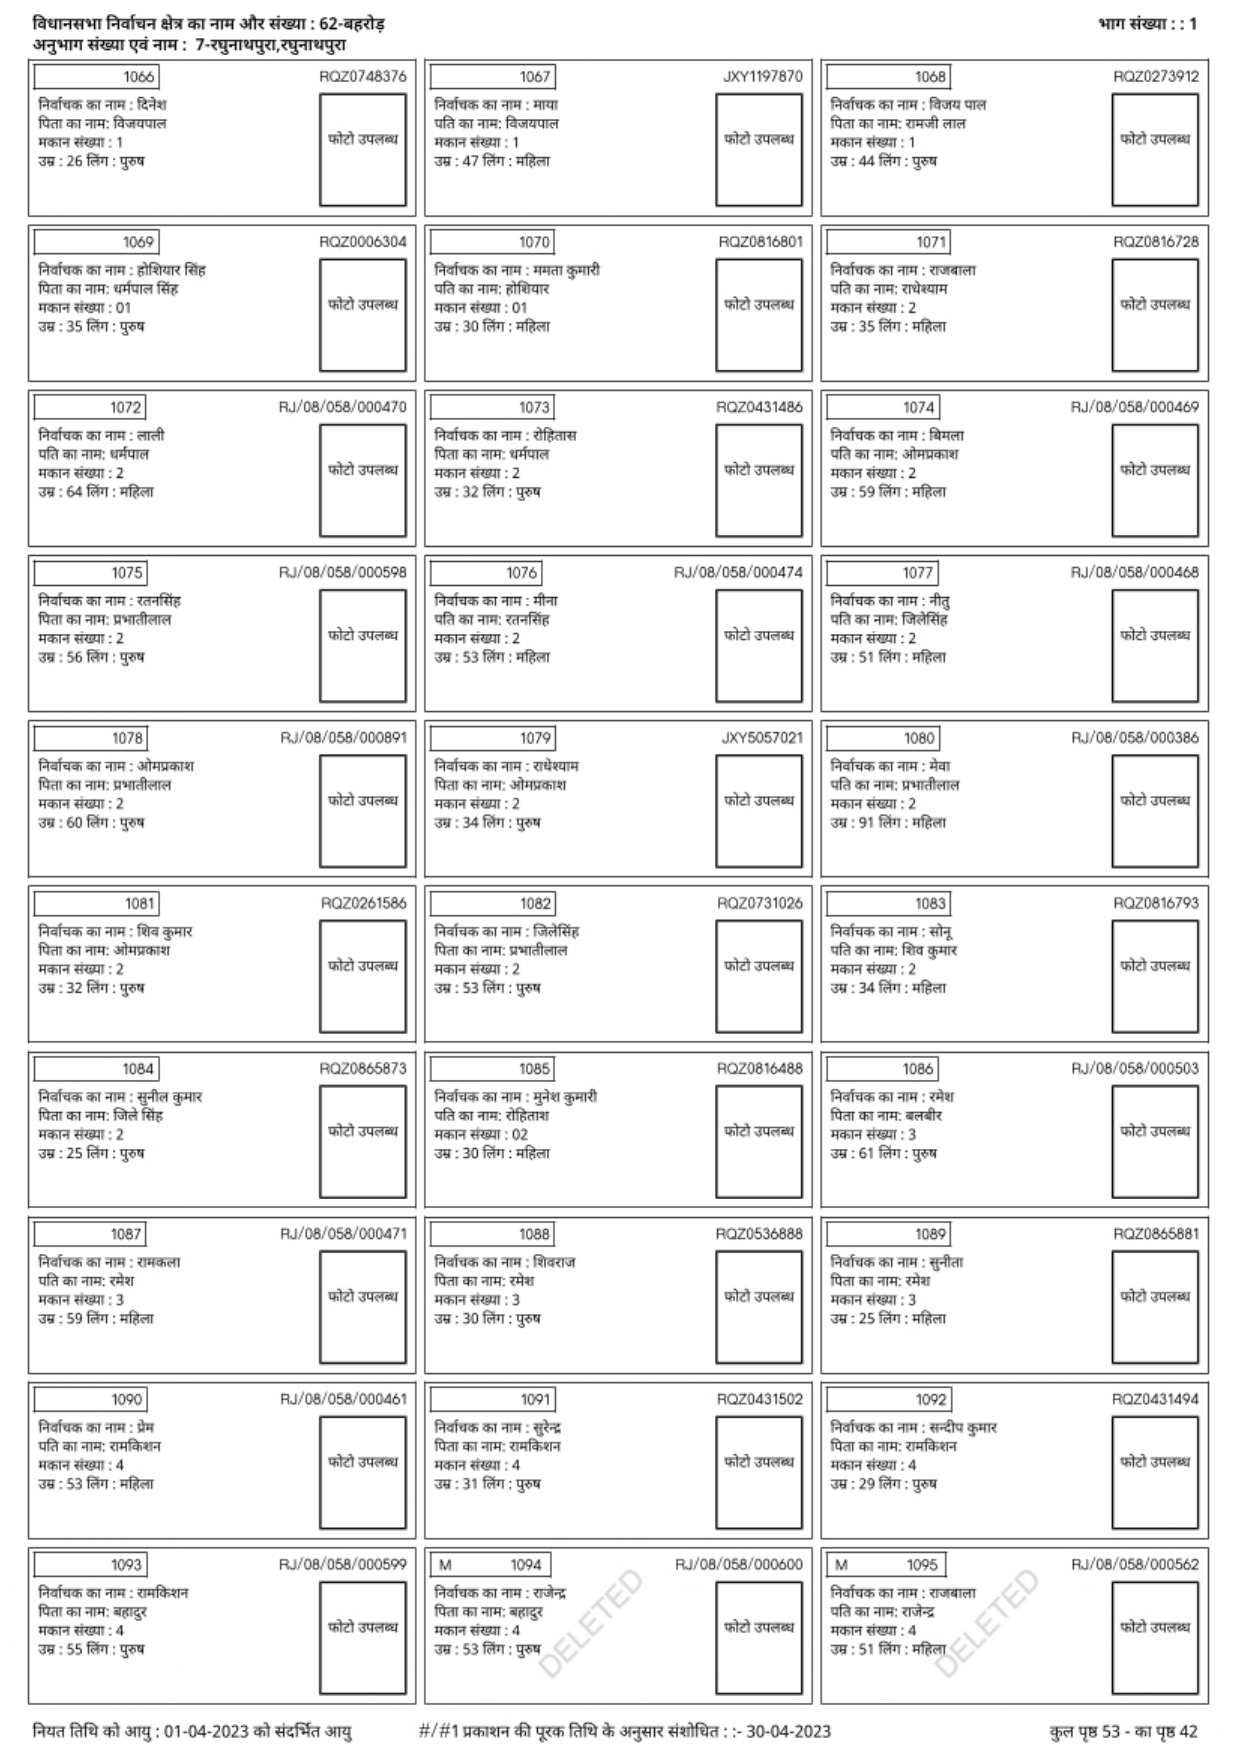 विधानसभा निर्वाचन क्षेत्र का नाम और संख्या : 62-बहरोड़
भाग संख्या : : 1
अनुभाग संख्या एवं नाम : 7-रघुनाथपुरा,रघुनाथपुरा
1066 RQZ0748376
निर्वाचक का नाम : दिनेश
पिता का नाम: विजयपाल
मकान संख्या : 1
उम्र : 26 लिंग : पुरुष
फोटो उपलब्ध
1067 JXY1197870
निर्वाचक का नाम : माया
पति का नाम: विजयपाल
मकान संख्या : 1
उम्र : 47 लिंग : महिला
फोटो उपलब्ध
1068 RQZ0273912
निर्वाचक का नाम : विजय पाल
पिता का नाम: रामजी लाल
मकान संख्या : 1
उम्र : 44 लिंग : पुरुष
फोटो उपलब्ध
1069 RQZ0006304
निर्वाचक का नाम : होशियार सिंह
पिता का नाम: धर्मपाल सिंह
मकान संख्या : 01
उम्र : 35 लिंग : पुरुष
फोटो उपलब्ध
1070 RQZ0816801
निर्वाचक का नाम : ममता कुमारी
पति का नाम: होशियार
मकान संख्या : 01
उम्र : 30 लिंग : महिला
फोटो उपलब्ध
1071 RQZ0816728
निर्वाचक का नाम : राजबाला
पति का नाम: राधेश्याम
मकान संख्या : 2
उम्र : 35 लिंग : महिला
फोटो उपलब्ध
1072 RJ/08/058/000470
निर्वाचक का नाम : लाली
पति का नाम: धर्मपाल
मकान संख्या : 2
उम्र : 64 लिंग : महिला
फोटो उपलब्ध
1073 RQZ0431486
निर्वाचक का नाम : रोहितास
पिता का नाम: धर्मपाल
मकान संख्या : 2
उम्र : 32 लिंग : पुरुष
फोटो उपलब्ध
1074 RJ/08/058/000469
निर्वाचक का नाम : बिमला
पति का नाम: ओमप्रकाश
मकान संख्या : 2
उम्र : 59 लिंग : महिला
फोटो उपलब्ध
1075 RJ/08/058/000598
निर्वाचक का नाम : रतनसिंह
पिता का नाम: प्रभातीलाल
मकान संख्या : 2
उम्र : 56 लिंग : पुरुष
फोटो उपलब्ध
1076 RJ/08/058/000474
निर्वाचक का नाम : मीना
पति का नाम: रतनसिंह
मकान संख्या : 2
उम्र : 53 लिंग : महिला
फोटो उपलब्ध
1077 RJ/08/058/000468
निर्वाचक का नाम : नीतु
पति का नाम: जिलेसिंह
मकान संख्या : 2
उम्र : 51 लिंग : महिला
फोटो उपलब्ध
1078 RJ/08/058/000891
निर्वाचक का नाम : ओमप्रकाश
पिता का नाम: प्रभातीलाल
मकान संख्या : 2
उम्र : 60 लिंग : पुरुष
फोटो उपलब्ध
1079 JXY5057021
निर्वाचक का नाम : राधेश्याम
पिता का नाम: ओमप्रकाश
मकान संख्या : 2
उम्र : 34 लिंग : पुरुष
फोटो उपलब्ध
1080 RJ/08/058/000386
निर्वाचक का नाम : मेवा
पति का नाम: प्रभातीलाल
मकान संख्या : 2
उम्र : 91 लिंग : महिला
फोटो उपलब्ध
1081 RQZ0261586
निर्वाचक का नाम : शिव कुमार
पिता का नाम: ओमप्रकाश
मकान संख्या : 2
उम्र : 32 लिंग : पुरुष
फोटो उपलब्ध
1082 RQZ0731026
निर्वाचक का नाम : जिलेसिंह
पिता का नाम: प्रभातीलाल
मकान संख्या : 2
उम्र : 53 लिंग : पुरुष
फोटो उपलब्ध
1083 RQZ0816793
निर्वाचक का नाम : सोनू
पति का नाम: शिव कुमार
मकान संख्या : 2
उम्र : 34 लिंग : महिला
फोटो उपलब्ध
1084 RQZ0865873
निर्वाचक का नाम : सुनील कुमार
पिता का नाम: जिले सिंह
मकान संख्या : 2
उम्र : 25 लिंग : पुरुष
फोटो उपलब्ध
1085 RQZ0816488
निर्वाचक का नाम : मुनेश कुमारी
पति का नाम: रोहिताश
मकान संख्या : 02
उम्र : 30 लिंग : महिला
फोटो उपलब्ध
1086 RJ/08/058/000503
निर्वाचक का नाम : रमेश
पिता का नाम: बलबीर
मकान संख्या : 3
उम्र : 61 लिंग : पुरुष
फोटो उपलब्ध
1087 RJ/08/058/000471
निर्वाचक का नाम : रामकला
पति का नाम: रमेश
मकान संख्या : 3
उम्र : 59 लिंग : महिला
फोटो उपलब्ध
1088 RQZ0536888
निर्वाचक का नाम : शिवराज
पिता का नाम: रमेश
मकान संख्या : 3
उम्र : 30 लिंग : पुरुष
फोटो उपलब्ध
1089 RQZ0865881
निर्वाचक का नाम : सुनीता
पिता का नाम: रमेश
मकान संख्या : 3
उम्र : 25 लिंग : महिला
फोटो उपलब्ध
1090 RJ/08/058/000461
निर्वाचक का नाम : प्रेम
पति का नाम: रामकिशन
मकान संख्या : 4
उम्र : 53 लिंग : महिला
फोटो उपलब्ध
1091 RQZ0431502
निर्वाचक का नाम : सुरेन्द्र
पिता का नाम: रामकिशन
मकान संख्या : 4
उम्र : 31 लिंग : पुरुष
फोटो उपलब्ध
1092 RQZ0431494
निर्वाचक का नाम : सन्दीप कुमार
पिता का नाम: रामकिशन
मकान संख्या : 4
उम्र : 29 लिंग : पुरुष
फोटो उपलब्ध
1093 RJ/08/058/000599
निर्वाचक का नाम : रामकिशन
पिता का नाम: बहादुर
मकान संख्या : 4
उम्र : 55 लिंग : पुरुष
फोटो उपलब्ध
M 1094 RJ/08/058/000600
निर्वाचक का नाम : राजेन्द्र
पिता का नाम: बहादुर
मकान संख्या : 4
उम्र : 53 लिंग : पुरुष
फोटो उपलब्ध
DELETED
M 1095 RJ/08/058/000562
निर्वाचक का नाम : राजबाला
पति का नाम: राजेन्द्र
मकान संख्या : 4
उम्र : 51 लिंग : महिला
फोटो उपलब्ध
DELETED
नियत तिथि को आयु : 01-04-2023 को संदर्भित आयु
#/#1 प्रकाशन की पूरक तिथि के अनुसार संशोधित : :- 30-04-2023
कुल पृष्ठ 53 - का पृष्ठ 42